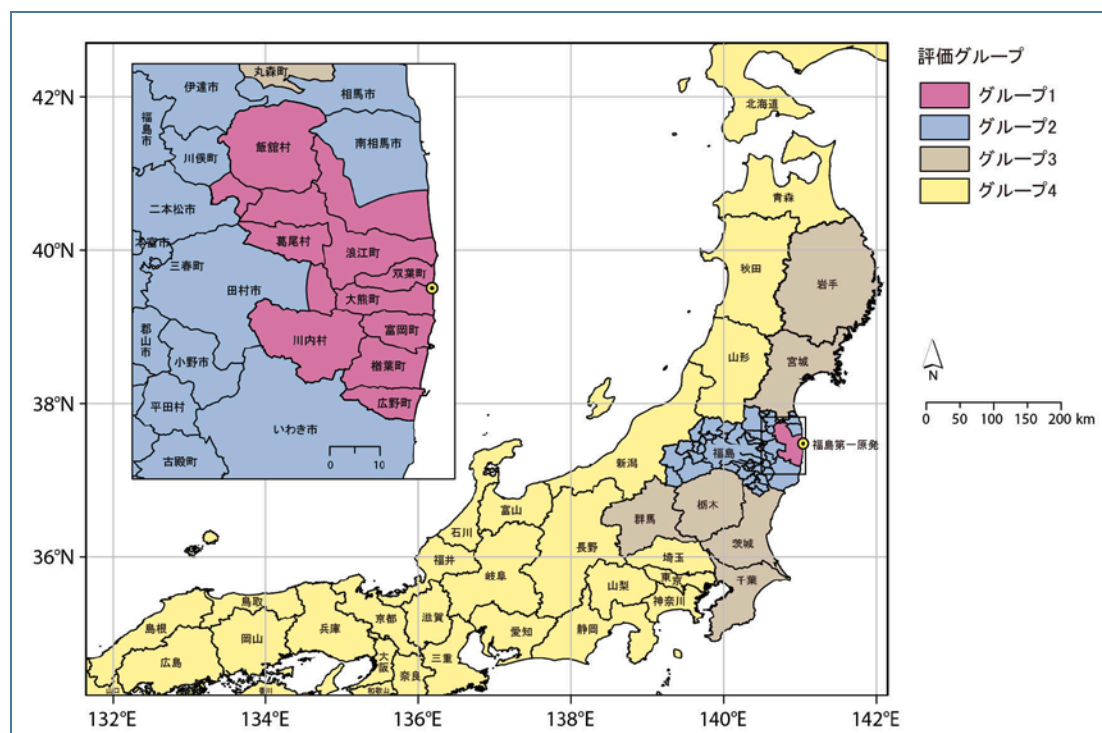 評価グループ
グループ1
グループ2
グループ3
グループ4
N
0 50 100 150 200 km
42°N
40°N
38°N
36°N
132°E
134°E
136°E
138°E
140°E
142°E
丸森町
伊達市
相馬市
福島市
飯舘村
南相馬市
川俣町
二本松市
葛尾村
浪江町
本宮市
三春町
双葉町
田村市
大熊町
富岡町
川内村
郡山市
小野市
楢葉町
平田村
広野町
いわき市
古殿町
0 10
北海道
青森
秋田
岩手
山形
宮城
福島
福島第一原発
新潟
富山
石川
福井
群馬
栃木
茨城
長野
埼玉
東京
千葉
岐阜
山梨
神奈川
鳥取
島根
岡山
兵庫
京都
滋賀
愛知
静岡
広島
大阪
奈良
三重
和歌山
香川
山口